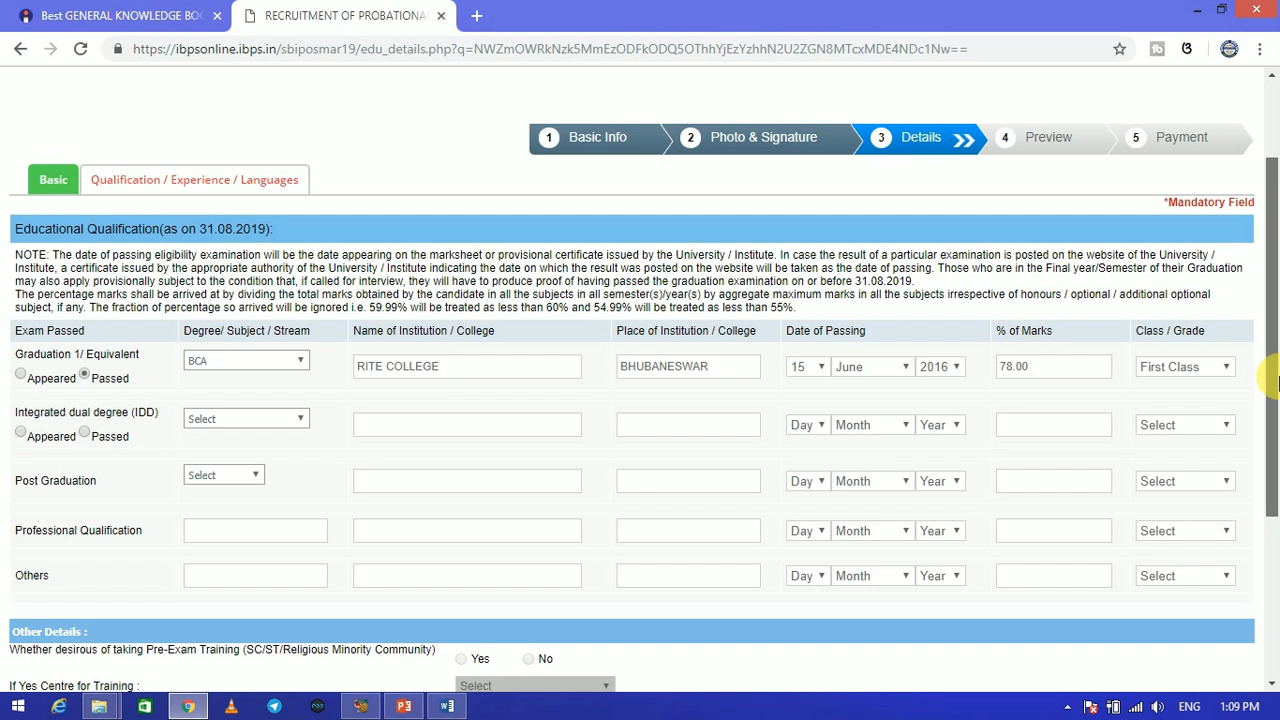 Best GENERAL KNOWLEDGE BOO
RECRUITMENT OF PROBATIONA
https://ibpsonline.ibps.in/sbiposmar19/edu_details.php?q=NWZmOWRkNzk5MmEzODFkODQ5OThhYjEzYzhhN2U2ZGN8MTcxMDE4NDc1Nw==
1 Basic Info
2 Photo & Signature
3 Details
4 Preview
5 Payment
Basic
Qualification / Experience / Languages
*Mandatory Field
Educational Qualification(as on 31.08.2019):
NOTE: The date of passing eligibility examination will be the date appearing on the marksheet or provisional certificate issued by the University / Institute. In case the result of a particular examination is posted on the website of the University /
Institute, a certificate issued by the appropriate authority of the University / Institute indicating the date on which the result was posted on the website will be taken as the date of passing. Those who are in the Final year/Semester of their Graduation
may also apply provisionally subject to the condition that, if called for interview, they will have to produce proof of having passed the graduation examination on or before 31.08.2019.
The percentage marks shall be arrived at by dividing the total marks obtained by the candidate in all the subjects in all semester(s)/year(s) by aggregate maximum marks in all the subjects irrespective of honours / optional / additional optional
subject, if any. The fraction of percentage so arrived will be ignored i.e. 59.99% will be treated as less than 60% and 54.99% will be treated as less than 55%.
Exam Passed Degree/ Subject / Stream Name of Institution / College Place of Institution / College Date of Passing % of Marks Class / Grade
Graduation 1/ Equivalent
Appeared Passed
BCA RITE COLLEGE BHUBANESWAR 15 June 2016 78.00 First Class
Integrated dual degree (IDD)
Appeared Passed
Select Day Month Year Select
Post Graduation Select Day Month Year Select
Professional Qualification Day Month Year Select
Others Day Month Year Select
Other Details :
Whether desirous of taking Pre-Exam Training (SC/ST/Religious Minority Community) Yes No
If Yes Centre for Training : Select
ENG 1:09 PM